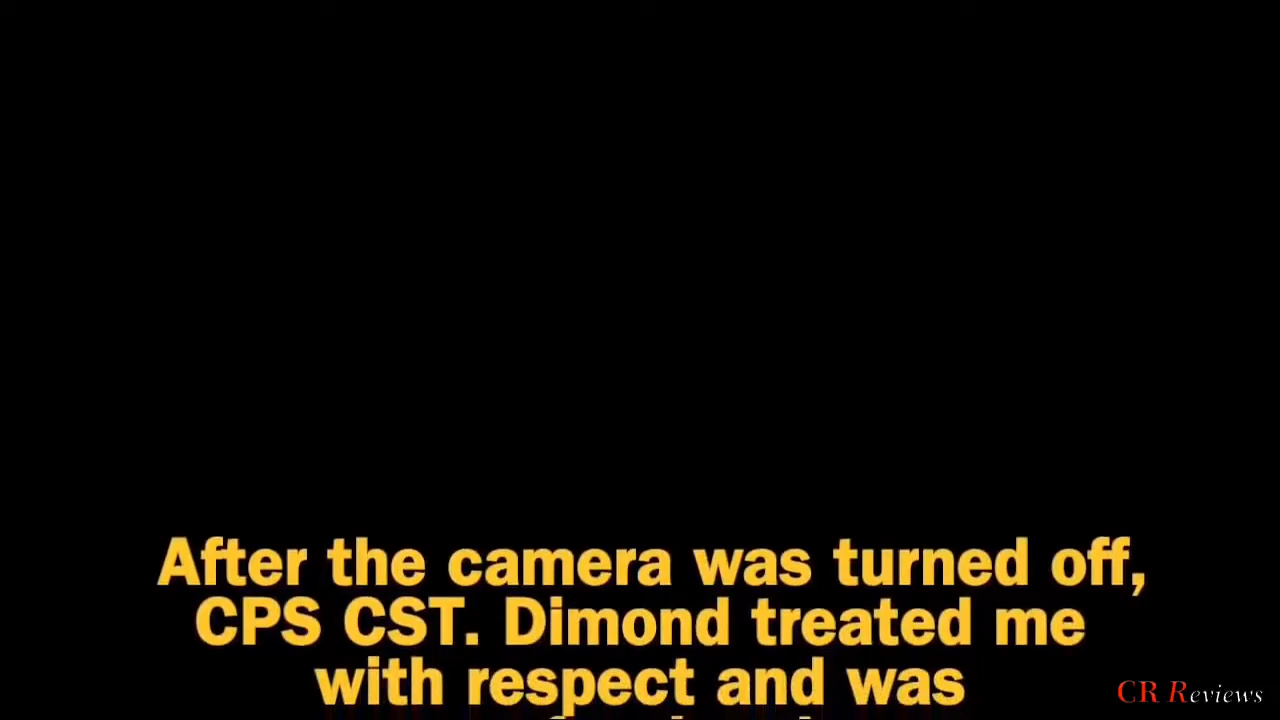 After the camera was turned off,
CPS CST. Dimond treated me
with respect and was
CR Reviews